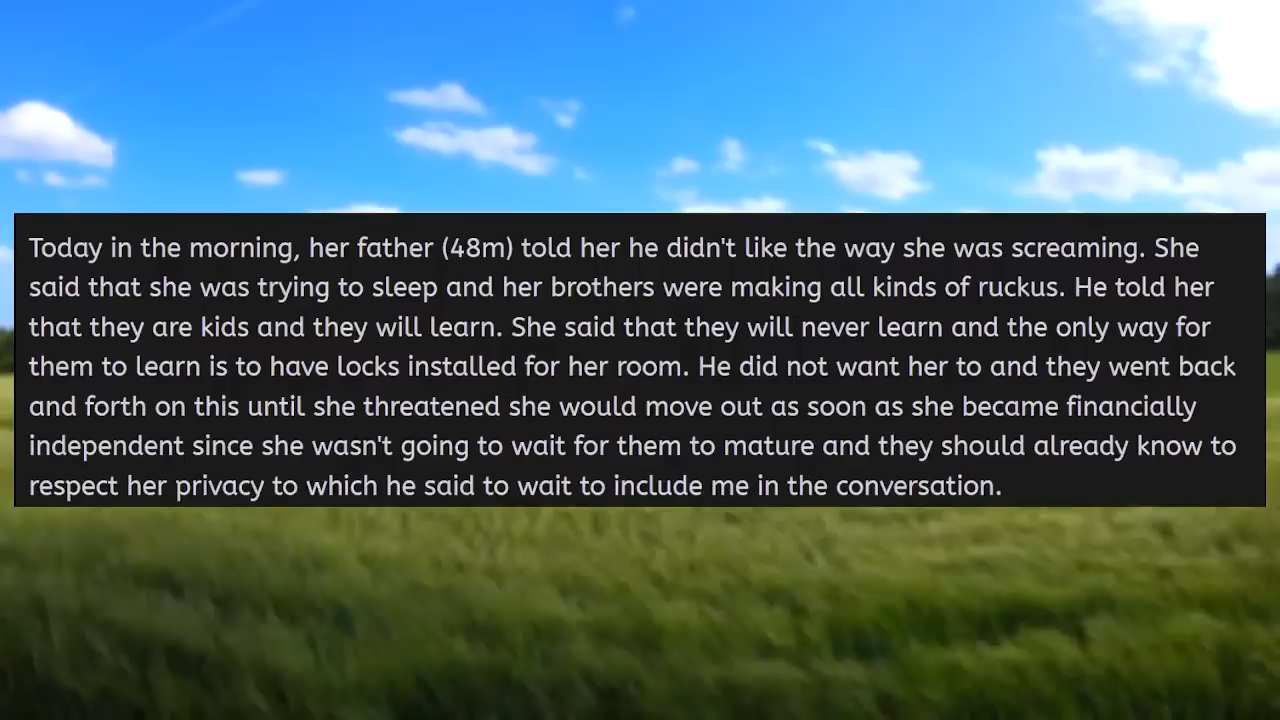 Today in the morning, her father (48m) told her he didn't like the way she was screaming. She
said that she was trying to sleep and her brothers were making all kinds of ruckus. He told her
that they are kids and they will learn. She said that they will never learn and the only way for
them to learn is to have locks installed for her room. He did not want her to and they went back
and forth on this until she threatened she would move out as soon as she became financially
independent since she wasn't going to wait for them to mature and they should already know to
respect her privacy to which he said to wait to include me in the conversation.